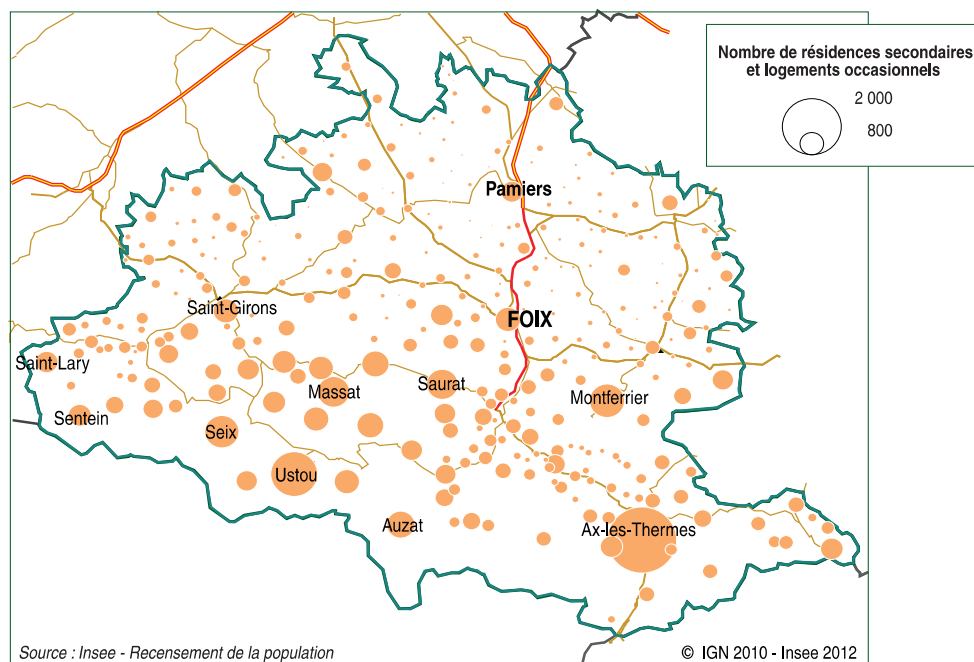 Nombre de résidences secondaires
et logements occasionnels
2 000
800
Pamiers
Saint-Girons
FOIX
Saint-Lary
Massat
Saurat
Montferrier
Sentein
Seix
Ustou
Auzat
Ax-les-Thermes
Source : Insee - Recensement de la population
© IGN 2010 - Insee 2012